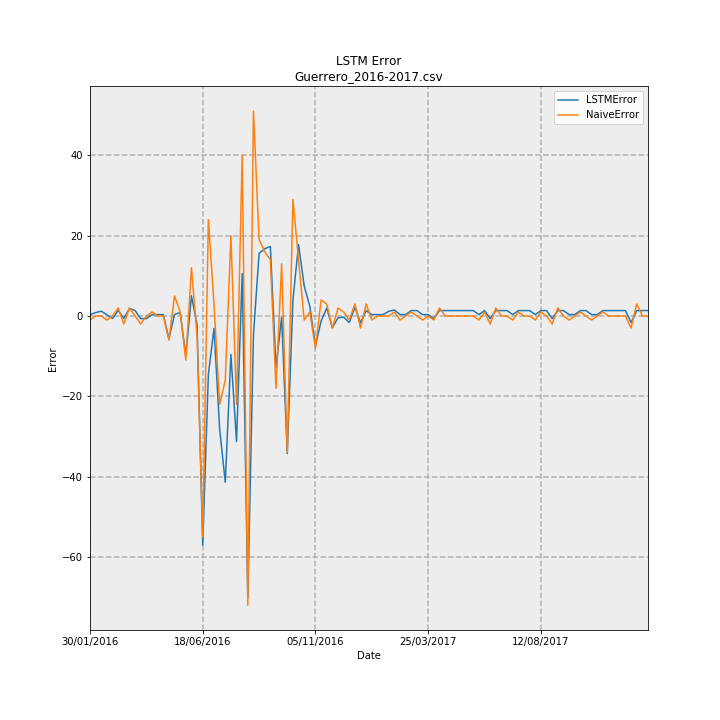 LSTM Error
Guerrero_2016-2017.csv
LSTMError
NaiveError
40
20
0
−20
−40
−60
Error
30/01/2016
18/06/2016
05/11/2016
25/03/2017
12/08/2017
Date